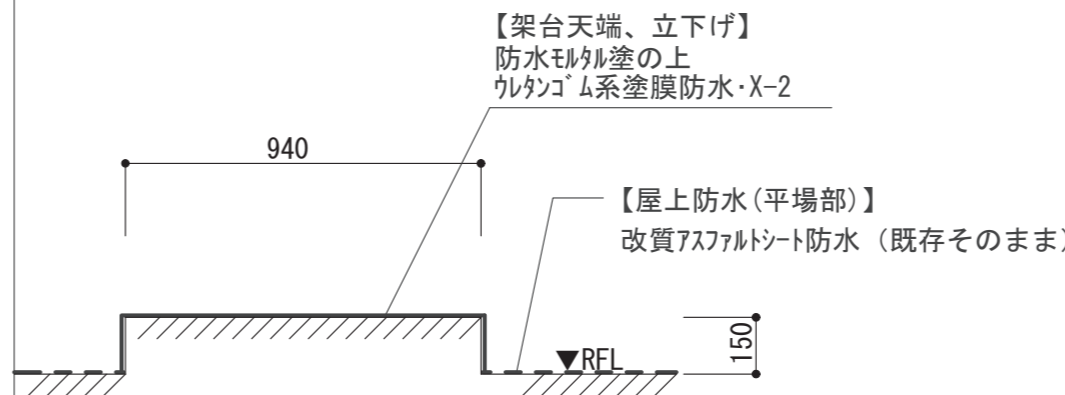 【架台天端、立下げ】
防水ﾓﾙﾀﾙ塗の上
ｳﾚﾀﾝｺﾞﾑ系塗膜防水･X-2
940
【屋上防水(平場部)】
改質ｱｽﾌｧﾙﾄｼｰﾄ防水 (既存そのまま)
150
▼RFL